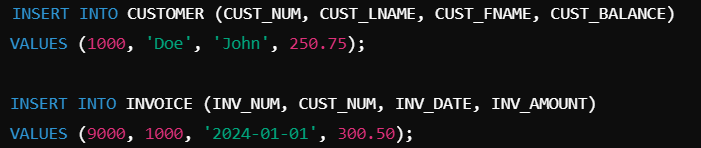 INSERT INTO CUSTOMER (CUST_NUM, CUST_LNAME, CUST_FNAME, CUST_BALANCE)
VALUES (1000, 'Doe', 'John', 250.75);
INSERT INTO INVOICE (INV_NUM, CUST_NUM, INV_DATE, INV_AMOUNT)
VALUES (9000, 1000, '2024-01-01', 300.50);